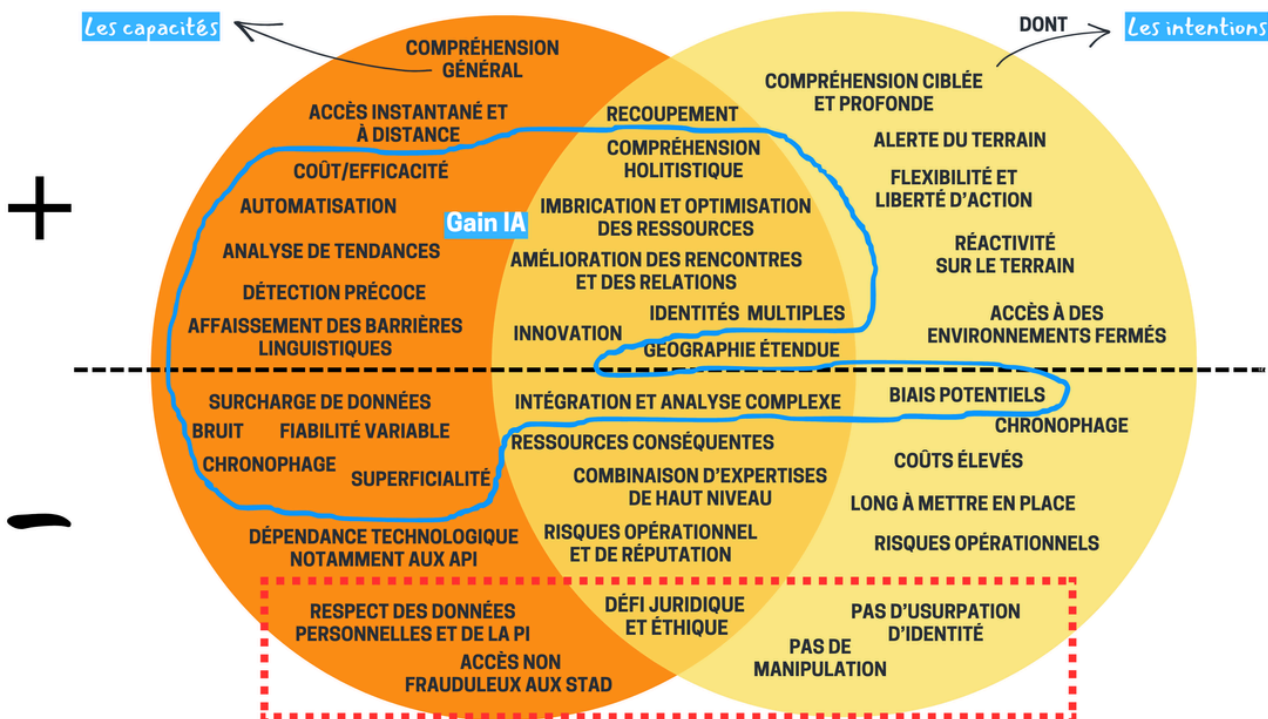 Les capacités
DONT
Les intentions
COMPRÉHENSION
GÉNÉRAL
ACCÈS INSTANTANÉ ET
À DISTANCE
COÛT/EFFICACITÉ
AUTOMATISATION
Gain IA
ANALYSE DE TENDANCES
DÉTECTION PRÉCOCE
AFFAISSEMENT DES BARRIÈRES
LINGUISTIQUES
RECOUPEMENT
COMPRÉHENSION
HOLITISTIQUE
IMBRICATION ET OPTIMISATION
DES RESSOURCES
AMÉLIORATION DES RENCONTRES
ET DES RELATIONS
IDENTITÉS MULTIPLES
INNOVATION
GÉOGRAPHIE ÉTENDUE
COMPRÉHENSION CIBLÉE
ET PROFONDE
ALERTE DU TERRAIN
FLEXIBILITÉ ET
LIBERTÉ D'ACTION
RÉACTIVITÉ
SUR LE TERRAIN
ACCÈS À DES
ENVIRONNEMENTS FERMÉS
+
−
SURCHARGE DE DONNÉES
BRUIT
FIABILITÉ VARIABLE
CHRONOPHAGE
SUPERFICIALITÉ
DÉPENDANCE TECHNOLOGIQUE
NOTAMMENT AUX API
RESPECT DES DONNÉES
PERSONNELLES ET DE LA PI
ACCÈS NON
FRAUDULEUX AUX STAD
INTÉGRATION ET ANALYSE COMPLEXE
RESSOURCES CONSÉQUENTES
COMBINAISON D'EXPERTISES
DE HAUT NIVEAU
RISQUES OPÉRATIONNEL
ET DE RÉPUTATION
DÉFI JURIDIQUE
ET ÉTHIQUE
BIAIS POTENTIELS
CHRONOPHAGE
COÛTS ÉLEVÉS
LONG À METTRE EN PLACE
RISQUES OPÉRATIONNELS
PAS D'USURPATION
D'IDENTITÉ
PAS DE
MANIPULATION